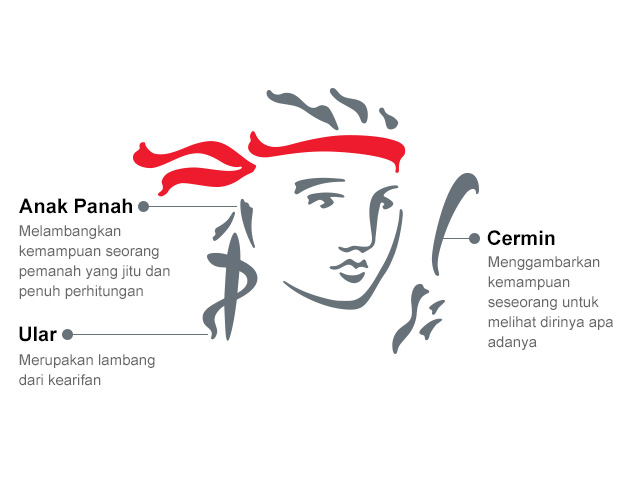 Anak Panah
Melambangkan
kemampuan seorang
pemanah yang jitu dan
penuh perhitungan
Ular
Merupakan lambang
dari kearifan
Cermin
Menggambarkan
kemampuan
seseorang untuk
melihat dirinya apa
adanya